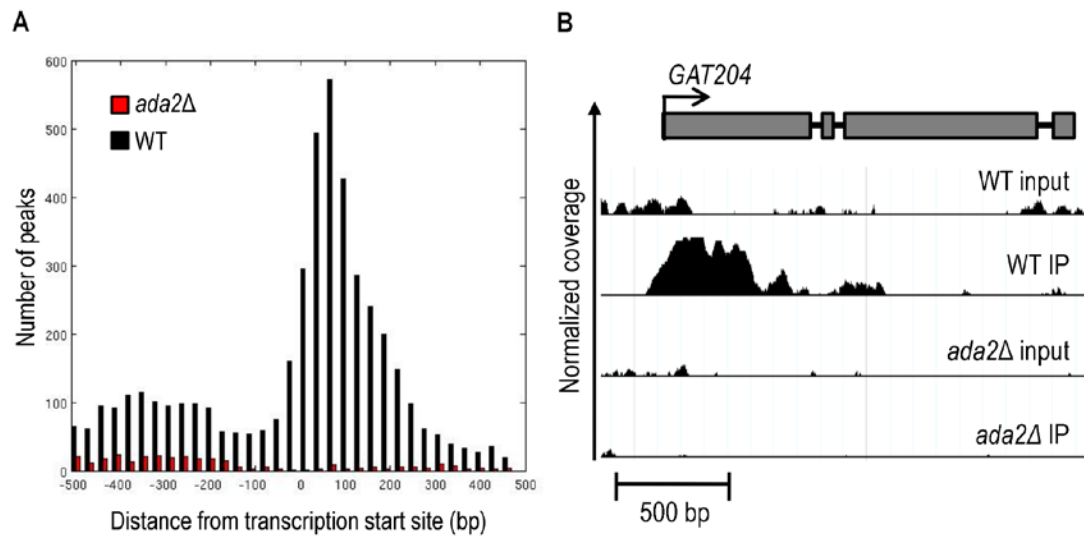 A
600
500
400
300
200
100
0
Number of peaks
ada2Δ
WT
-500 -400 -300 -200 -100 0 100 200 300 400 500
Distance from transcription start site (bp)
B
GAT204
Normalized coverage
WT input
WT IP
ada2Δ input
ada2Δ IP
500 bp